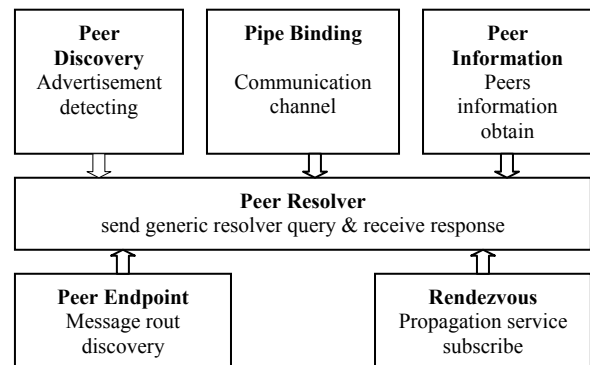 Peer
Discovery
Advertisement
detecting
Pipe Binding
Communication
channel
Peer
Information
Peers
information
obtain
Peer Resolver
send generic resolver query & receive response
Peer Endpoint
Message rout
discovery
Rendezvous
Propagation service
subscribe